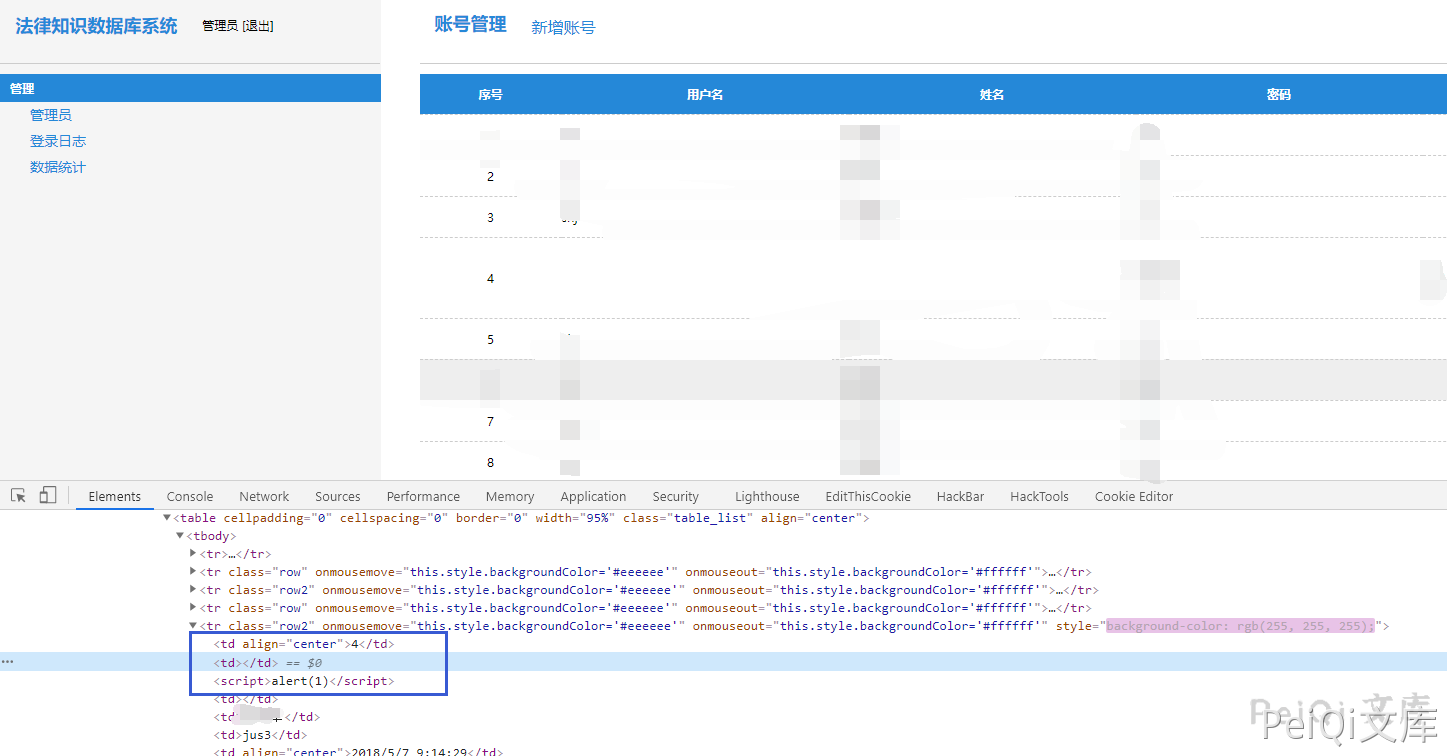 法律知识数据库系统 管理员 [退出]
账号管理 新增账号
管理
管理员
登录日志
数据统计
序号 用户名 姓名 密码
2
3
4
5
7
8
Elements Console Network Sources Performance Memory Application Security Lighthouse EditThisCookie HackBar HackTools Cookie Editor
▼<table cellpadding="0" cellspacing="0" border="0" width="95%" class="table_list" align="center">
▼<tbody>
▶<tr>…</tr>
▶<tr class="row" onmousemove="this.style.backgroundColor='#eeeeee'" onmouseout="this.style.backgroundColor='#ffffff'">…</tr>
▶<tr class="row2" onmousemove="this.style.backgroundColor='#eeeeee'" onmouseout="this.style.backgroundColor='#ffffff'">…</tr>
▶<tr class="row" onmousemove="this.style.backgroundColor='#eeeeee'" onmouseout="this.style.backgroundColor='#ffffff'">…</tr>
▼<tr class="row2" onmousemove="this.style.backgroundColor='#eeeeee'" onmouseout="this.style.backgroundColor='#ffffff'" style="background-color: rgb(255, 255, 255);">
<td align="center">4</td>
… <td></td> == $0
<script>alert(1)</script>
<td></td>
<td </td>
<td>jus3</td>
<td align="center">2018/5/7 9:14:29</td>
PeiQi文库